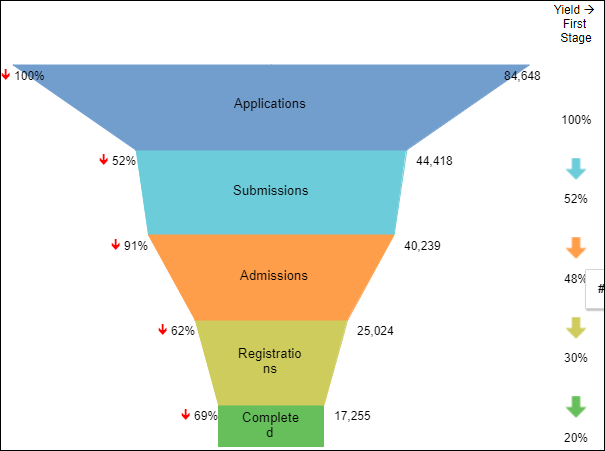 Yield →
First
Stage
100%
84,648
Applications
100%
52%
44,418
Submissions
52%
91%
40,239
Admissions
48%
#
62%
25,024
Registratio
ns
30%
69%
17,255
Complete
d
20%